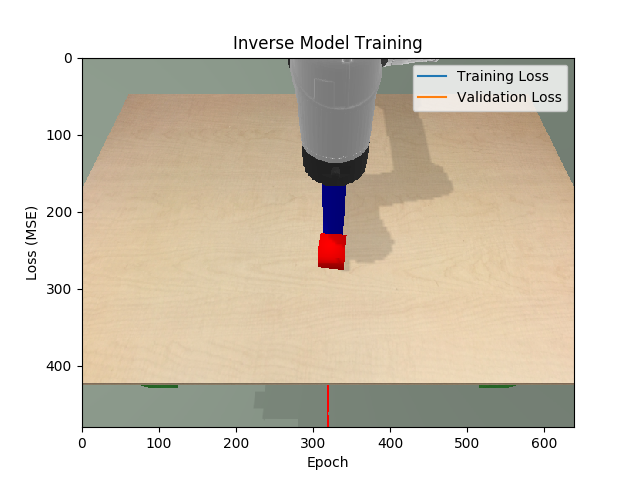 Inverse Model Training
Training Loss
Validation Loss
Loss (MSE)
0
100
200
300
400
0 100 200 300 400 500 600
Epoch